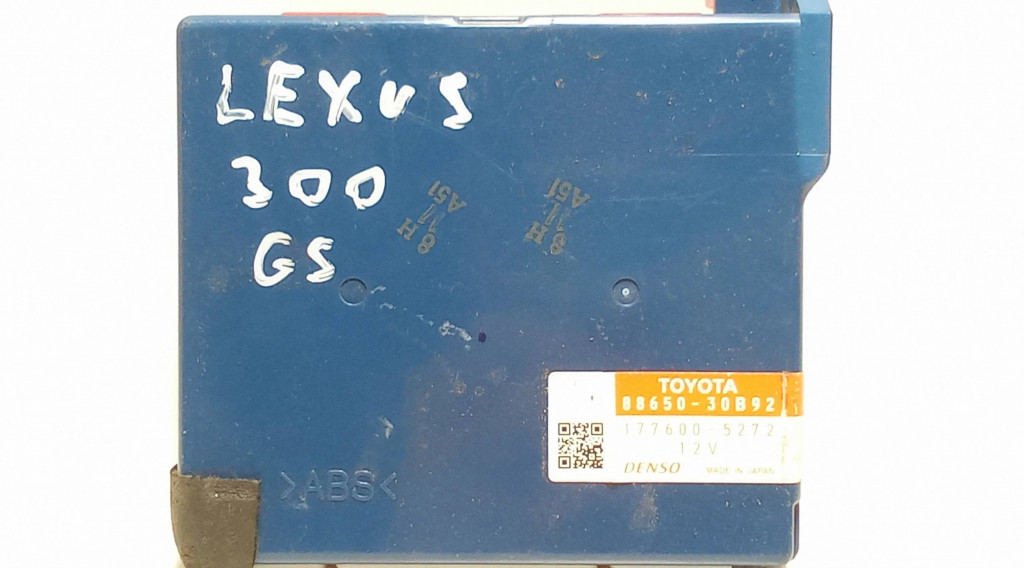 LEXUS
300
GS
8H
11
A51
8H
11
A51
TOYOTA
88650-30B92
177600-5272
12V
DENSO MADE IN JAPAN
>ABS<